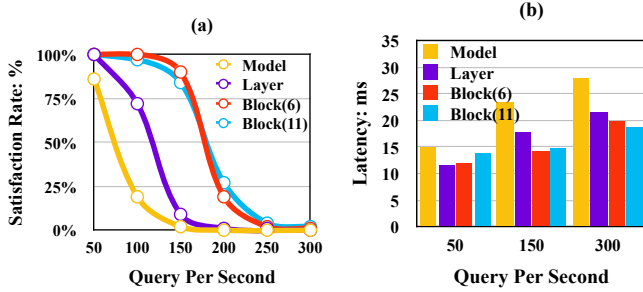 (a)
Satisfaction Rate: %
100%
75%
50%
25%
0%
Model
Layer
Block(6)
Block(11)
50 100 150 200 250 300
Query Per Second
(b)
Latency: ms
35
30
25
20
15
10
5
0
Model
Layer
Block(6)
Block(11)
50 150 300
Query Per Second